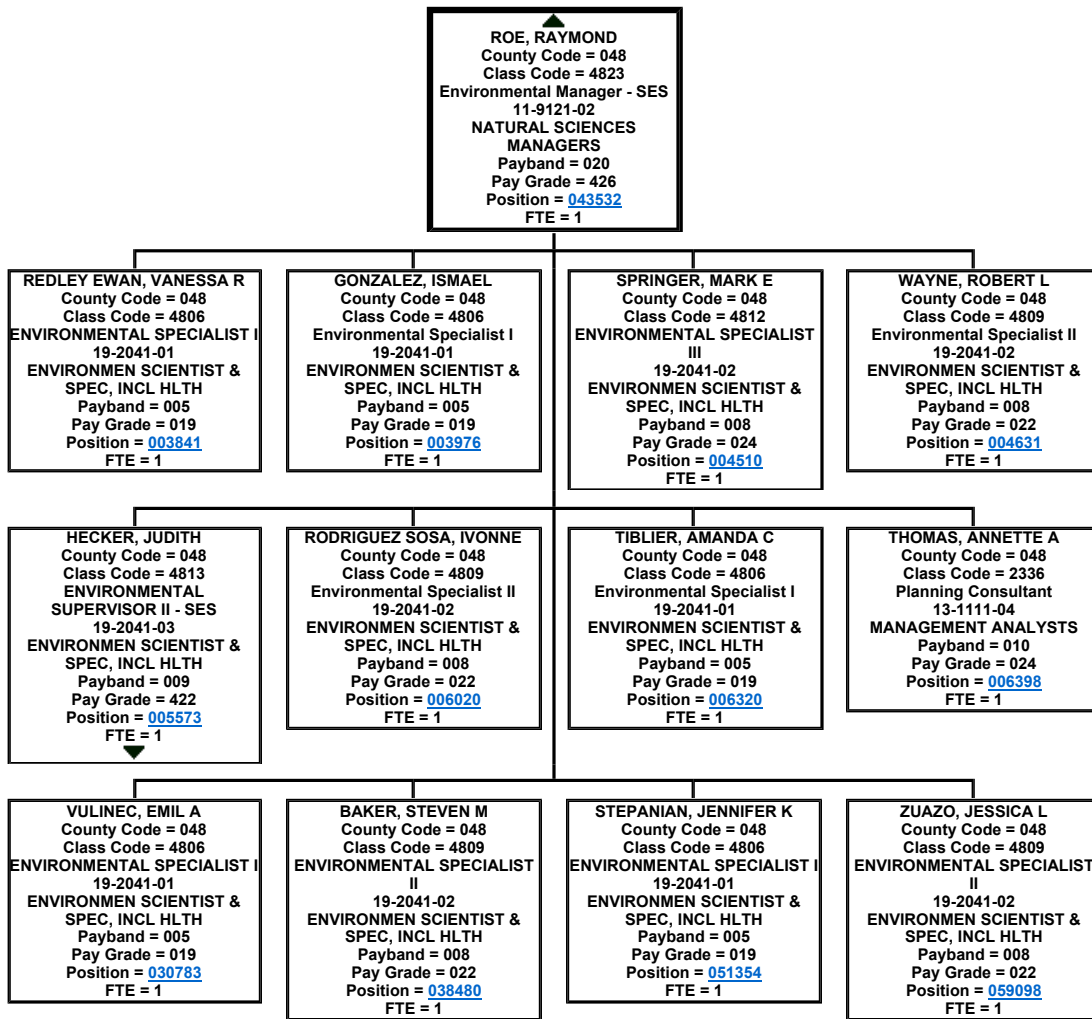 ROE, RAYMOND
County Code = 048
Class Code = 4823
Environmental Manager - SES
11-9121-02
NATURAL SCIENCES
MANAGERS
Payband = 020
Pay Grade = 426
Position = 043532
FTE = 1
REDLEY EWAN, VANESSA R
County Code = 048
Class Code = 4806
ENVIRONMENTAL SPECIALIST I
19-2041-01
ENVIRONMEN SCIENTIST &
SPEC, INCL HLTH
Payband = 005
Pay Grade = 019
Position = 003841
FTE = 1
GONZALEZ, ISMAEL
County Code = 048
Class Code = 4806
Environmental Specialist I
19-2041-01
ENVIRONMEN SCIENTIST &
SPEC, INCL HLTH
Payband = 005
Pay Grade = 019
Position = 003976
FTE = 1
SPRINGER, MARK E
County Code = 048
Class Code = 4812
ENVIRONMENTAL SPECIALIST
III
19-2041-02
ENVIRONMEN SCIENTIST &
SPEC, INCL HLTH
Payband = 008
Pay Grade = 024
Position = 004510
FTE = 1
WAYNE, ROBERT L
County Code = 048
Class Code = 4809
Environmental Specialist II
19-2041-02
ENVIRONMEN SCIENTIST &
SPEC, INCL HLTH
Payband = 008
Pay Grade = 022
Position = 004631
FTE = 1
HECKER, JUDITH
County Code = 048
Class Code = 4813
ENVIRONMENTAL
SUPERVISOR II - SES
19-2041-03
ENVIRONMEN SCIENTIST &
SPEC, INCL HLTH
Payband = 009
Pay Grade = 422
Position = 005573
FTE = 1
RODRIGUEZ SOSA, IVONNE
County Code = 048
Class Code = 4809
Environmental Specialist II
19-2041-02
ENVIRONMEN SCIENTIST &
SPEC, INCL HLTH
Payband = 008
Pay Grade = 022
Position = 006020
FTE = 1
TIBLIER, AMANDA C
County Code = 048
Class Code = 4806
Environmental Specialist I
19-2041-01
ENVIRONMEN SCIENTIST &
SPEC, INCL HLTH
Payband = 005
Pay Grade = 019
Position = 006320
FTE = 1
THOMAS, ANNETTE A
County Code = 048
Class Code = 2336
Planning Consultant
13-1111-04
MANAGEMENT ANALYSTS
Payband = 010
Pay Grade = 024
Position = 006398
FTE = 1
VULINEC, EMIL A
County Code = 048
Class Code = 4806
ENVIRONMENTAL SPECIALIST I
19-2041-01
ENVIRONMEN SCIENTIST &
SPEC, INCL HLTH
Payband = 005
Pay Grade = 019
Position = 030783
FTE = 1
BAKER, STEVEN M
County Code = 048
Class Code = 4809
ENVIRONMENTAL SPECIALIST
II
19-2041-02
ENVIRONMEN SCIENTIST &
SPEC, INCL HLTH
Payband = 008
Pay Grade = 022
Position = 038480
FTE = 1
STEPANIAN, JENNIFER K
County Code = 048
Class Code = 4806
ENVIRONMENTAL SPECIALIST I
19-2041-01
ENVIRONMEN SCIENTIST &
SPEC, INCL HLTH
Payband = 005
Pay Grade = 019
Position = 051354
FTE = 1
ZUAZO, JESSICA L
County Code = 048
Class Code = 4809
ENVIRONMENTAL SPECIALIST
II
19-2041-02
ENVIRONMEN SCIENTIST &
SPEC, INCL HLTH
Payband = 008
Pay Grade = 022
Position = 059098
FTE = 1